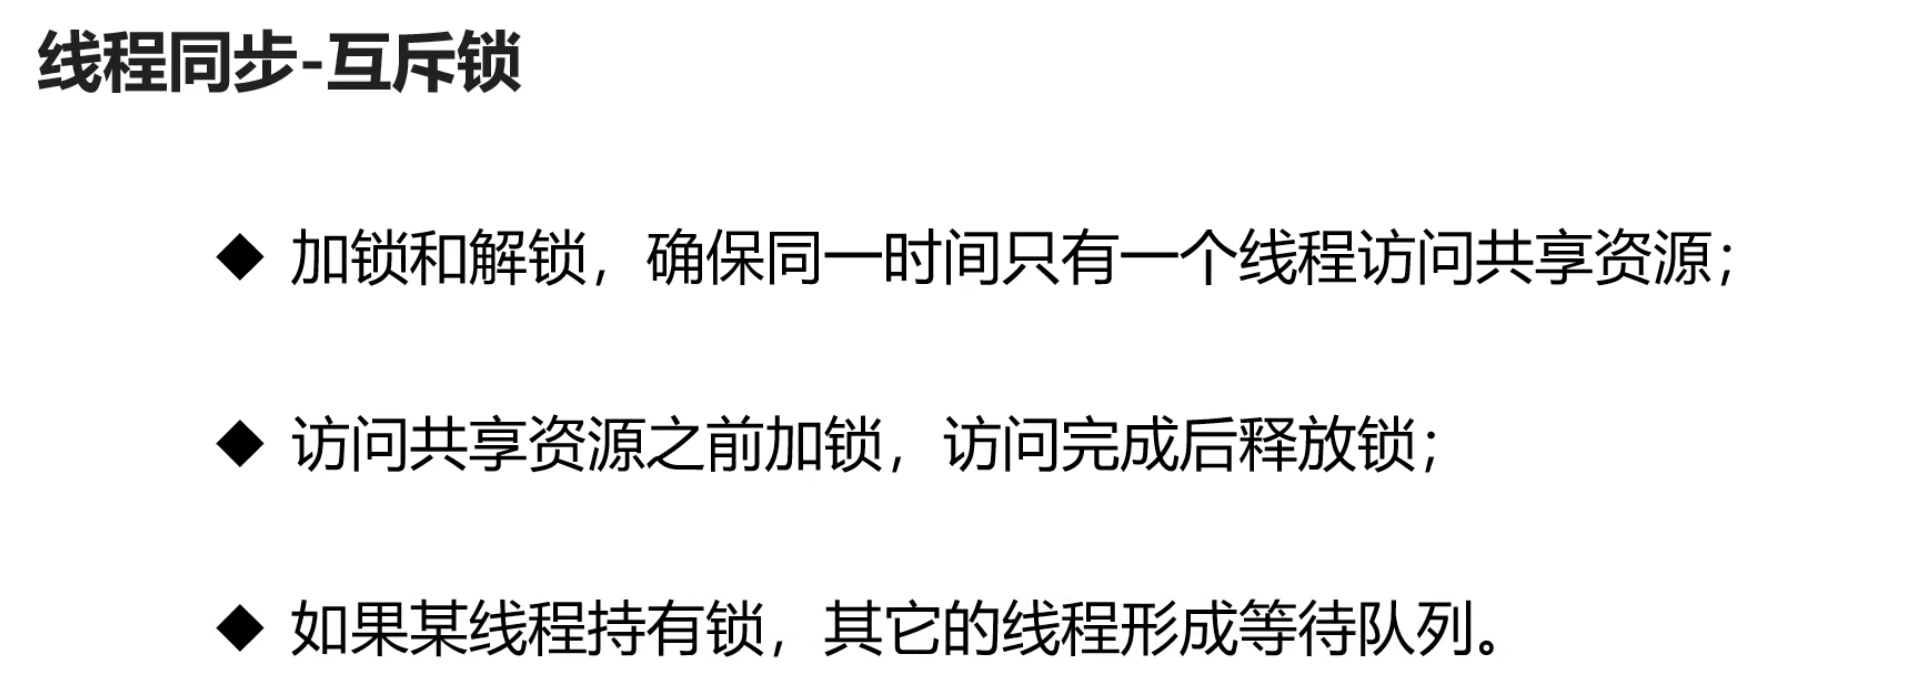 线程同步-互斥锁
◆ 加锁和解锁，确保同一时间只有一个线程访问共享资源；
◆ 访问共享资源之前加锁，访问完成后释放锁；
◆ 如果某线程持有锁，其它的线程形成等待队列。